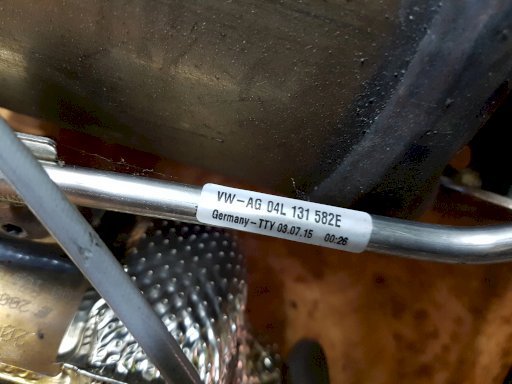 VW-AG 04L 131 582E
Germany-TTY 03.07.15 00:26